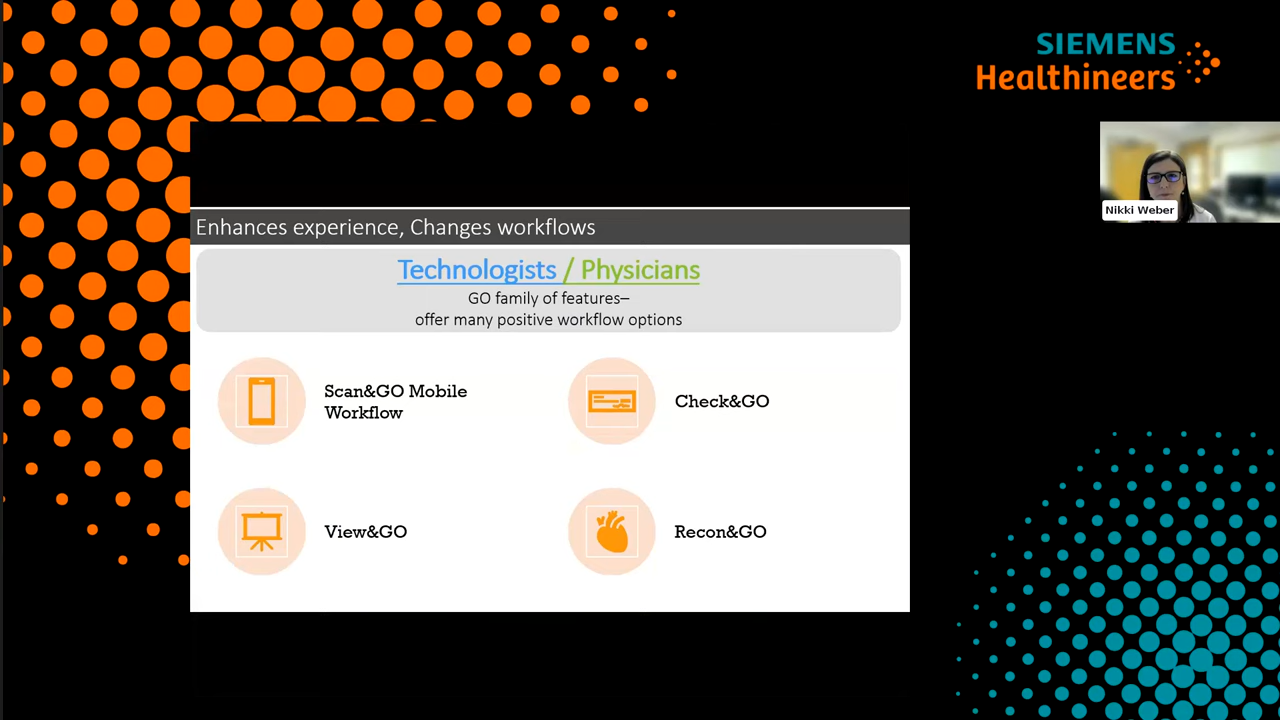 SIEMENS
Healthineers
Nikki Weber
Enhances experience, Changes workflows
Technologists / Physicians
GO family of features–
offer many positive workflow options
Scan&GO Mobile
Workflow
Check&GO
View&GO
Recon&GO